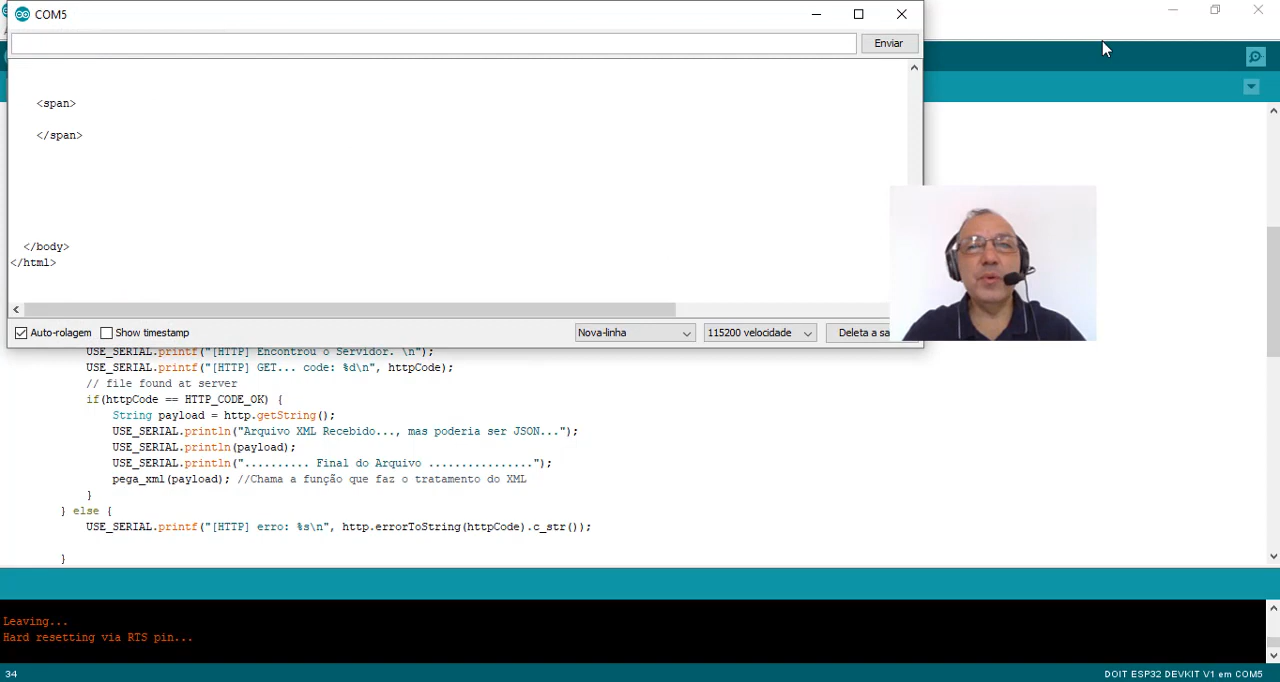 COM5
Enviar
<span>
</span>
</body>
</html>
Auto-rolagem Show timestamp Nova-linha 115200 velocidade Deleta a sa
USE_SERIAL.printf("[HTTP] Encontrou o Servidor. \n");
USE_SERIAL.printf("[HTTP] GET... code: %d\n", httpCode);
// file found at server
if(httpCode == HTTP_CODE_OK) {
String payload = http.getString();
USE_SERIAL.println("Arquivo XML Recebido..., mas poderia ser JSON...");
USE_SERIAL.println(payload);
USE_SERIAL.println(".......... Final do Arquivo ................");
pega_xml(payload); //Chama a função que faz o tratamento do XML
}
} else {
USE_SERIAL.printf("[HTTP] erro: %s\n", http.errorToString(httpCode).c_str());
}
Leaving...
Hard resetting via RTS pin...
34 DOIT ESP32 DEVKIT V1 em COM5